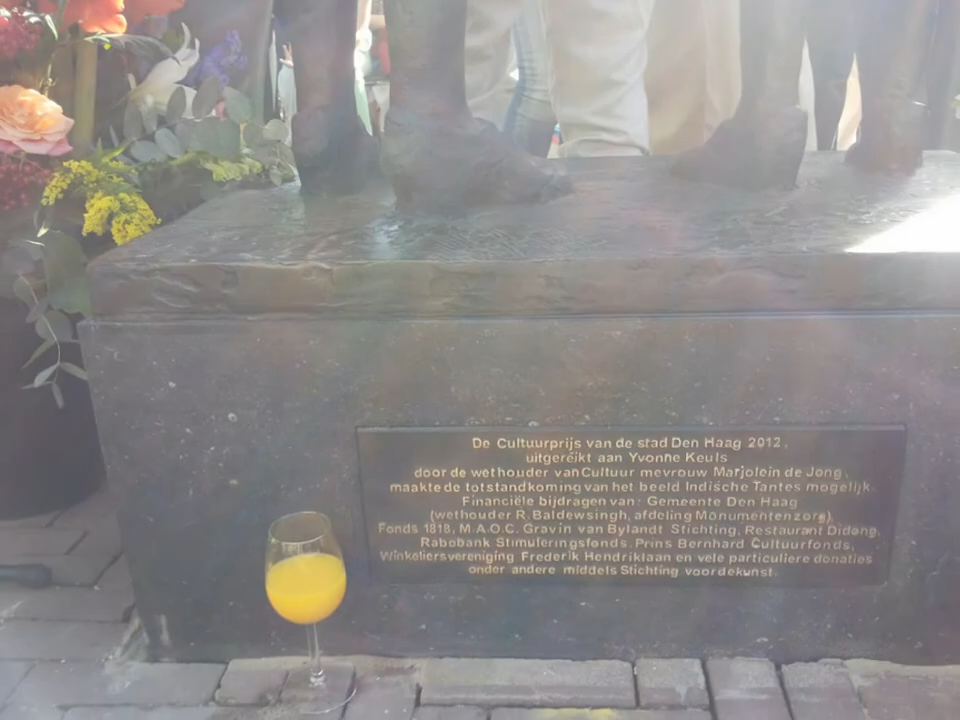 De Cultuurprijs van de stad Den Haag 2012,
uitgereikt aan Yvonne Keuls
door de wethouder van Cultuur mevrouw Marjolein de Jong,
maakte de totstandkoming van het beeld Indische Tantes mogelijk.
Financiële bijdragen van: Gemeente Den Haag
(wethouder R. Baldewsingh, afdeling Monumentenzorg),
Fonds 1818, M.A.O.C. Gravin van Bylandt Stichting, Restaurant Didong,
Rabobank Stimuleringsfonds, Prins Bernhard Cultuurfonds,
Winkeliersvereniging Frederik Hendriklaan en vele particuliere donaties
onder andere middels Stichting voordekunst.